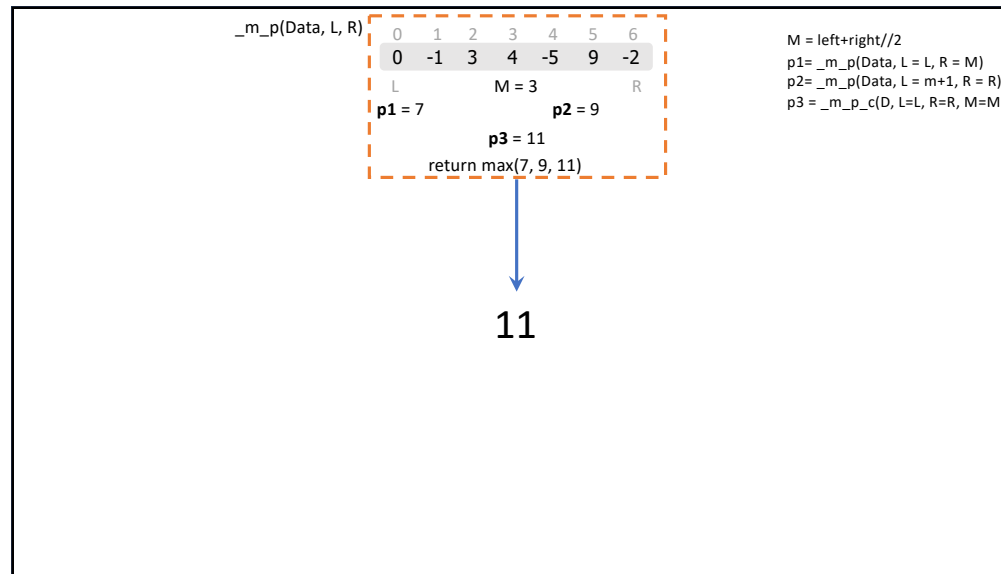 _m_p(Data, L, R)
0 1 2 3 4 5 6
0 -1 3 4 -5 9 -2
L M = 3 R
p1 = 7 p2 = 9
p3 = 11
return max(7, 9, 11)
11
M = left+right//2
p1= _m_p(Data, L = L, R = M)
p2= _m_p(Data, L = m+1, R = R)
p3 = _m_p_c(D, L=L, R=R, M=M